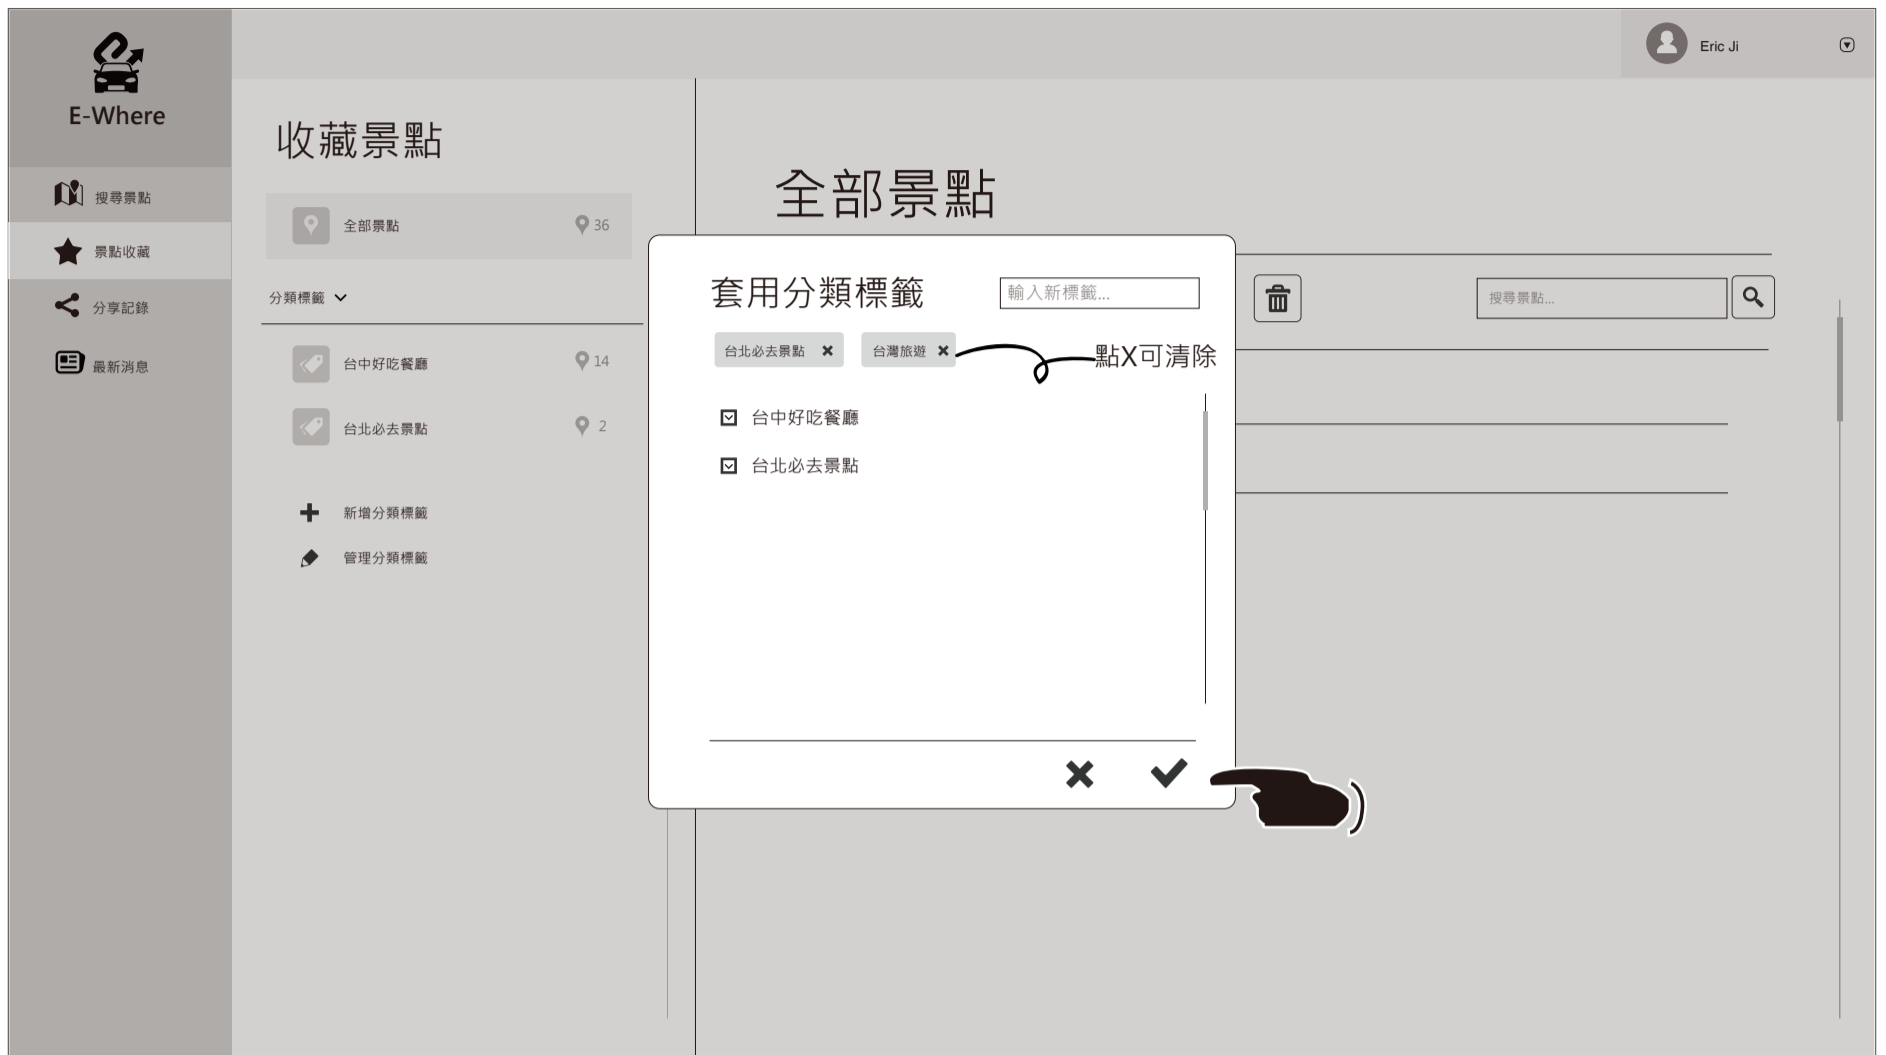 E-Where
Eric Ji
搜尋景點
景點收藏
分享記錄
最新消息
收藏景點
全部景點 36
分類標籤
台中好吃餐廳 14
台北必去景點 2
新增分類標籤
管理分類標籤
全部景點
搜尋景點...
套用分類標籤
輸入新標籤...
台北必去景點
台灣旅遊
點X可清除
台中好吃餐廳
台北必去景點